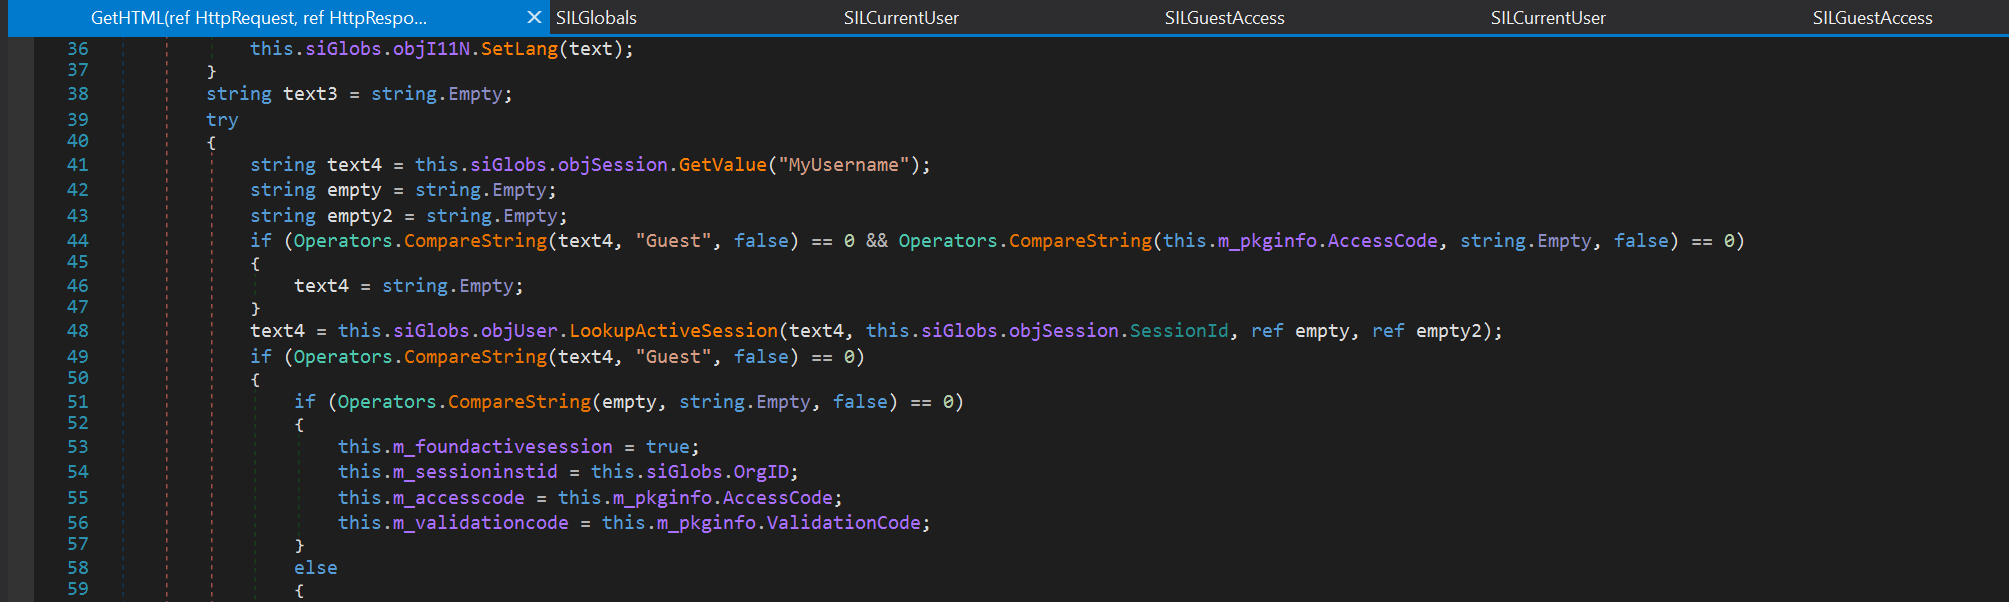 GetHTML(ref HttpRequest, ref HttpRespo... X SILGlobals SILCurrentUser SILGuestAccess SILCurrentUser SILGuestAccess
36 this.siGlobs.objI11N.SetLang(text);
37 }
38 string text3 = string.Empty;
39 try
40 {
41 string text4 = this.siGlobs.objSession.GetValue("MyUsername");
42 string empty = string.Empty;
43 string empty2 = string.Empty;
44 if (Operators.CompareString(text4, "Guest", false) == 0 && Operators.CompareString(this.m_pkginfo.AccessCode, string.Empty, false) == 0)
45 {
46 text4 = string.Empty;
47 }
48 text4 = this.siGlobs.objUser.LookupActiveSession(text4, this.siGlobs.objSession.SessionId, ref empty, ref empty2);
49 if (Operators.CompareString(text4, "Guest", false) == 0)
50 {
51 if (Operators.CompareString(empty, string.Empty, false) == 0)
52 {
53 this.m_foundactivesession = true;
54 this.m_sessioninstid = this.siGlobs.OrgID;
55 this.m_accesscode = this.m_pkginfo.AccessCode;
56 this.m_validationcode = this.m_pkginfo.ValidationCode;
57 }
58 else
59 {